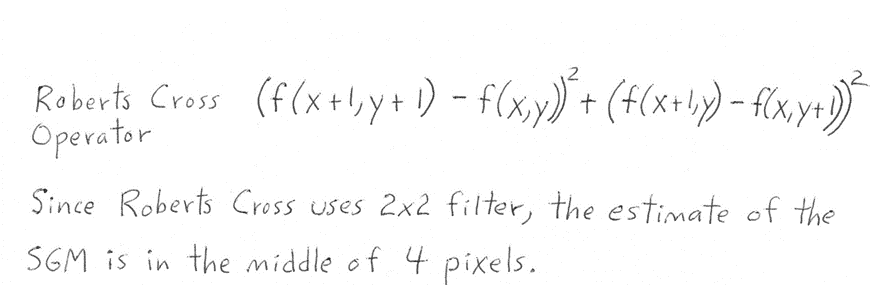 Roberts Cross Operator (f(x+1,y+1) - f(x,y))² + (f(x+1,y) - f(x,y+1))²
Since Roberts Cross uses 2x2 filter, the estimate of the
SGM is in the middle of 4 pixels.